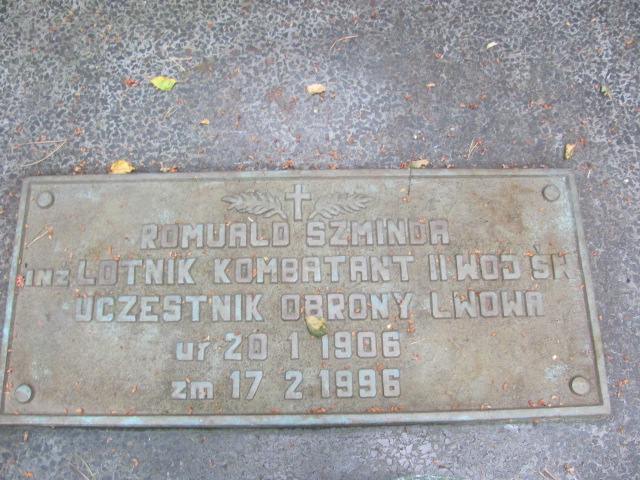 ROMUALD SZMINDA
inż LOTNIK KOMBATANT II WOJ ŚW
UCZESTNIK OBRONY LWOWA
ur 20 1 1906
zm 17 2 1996